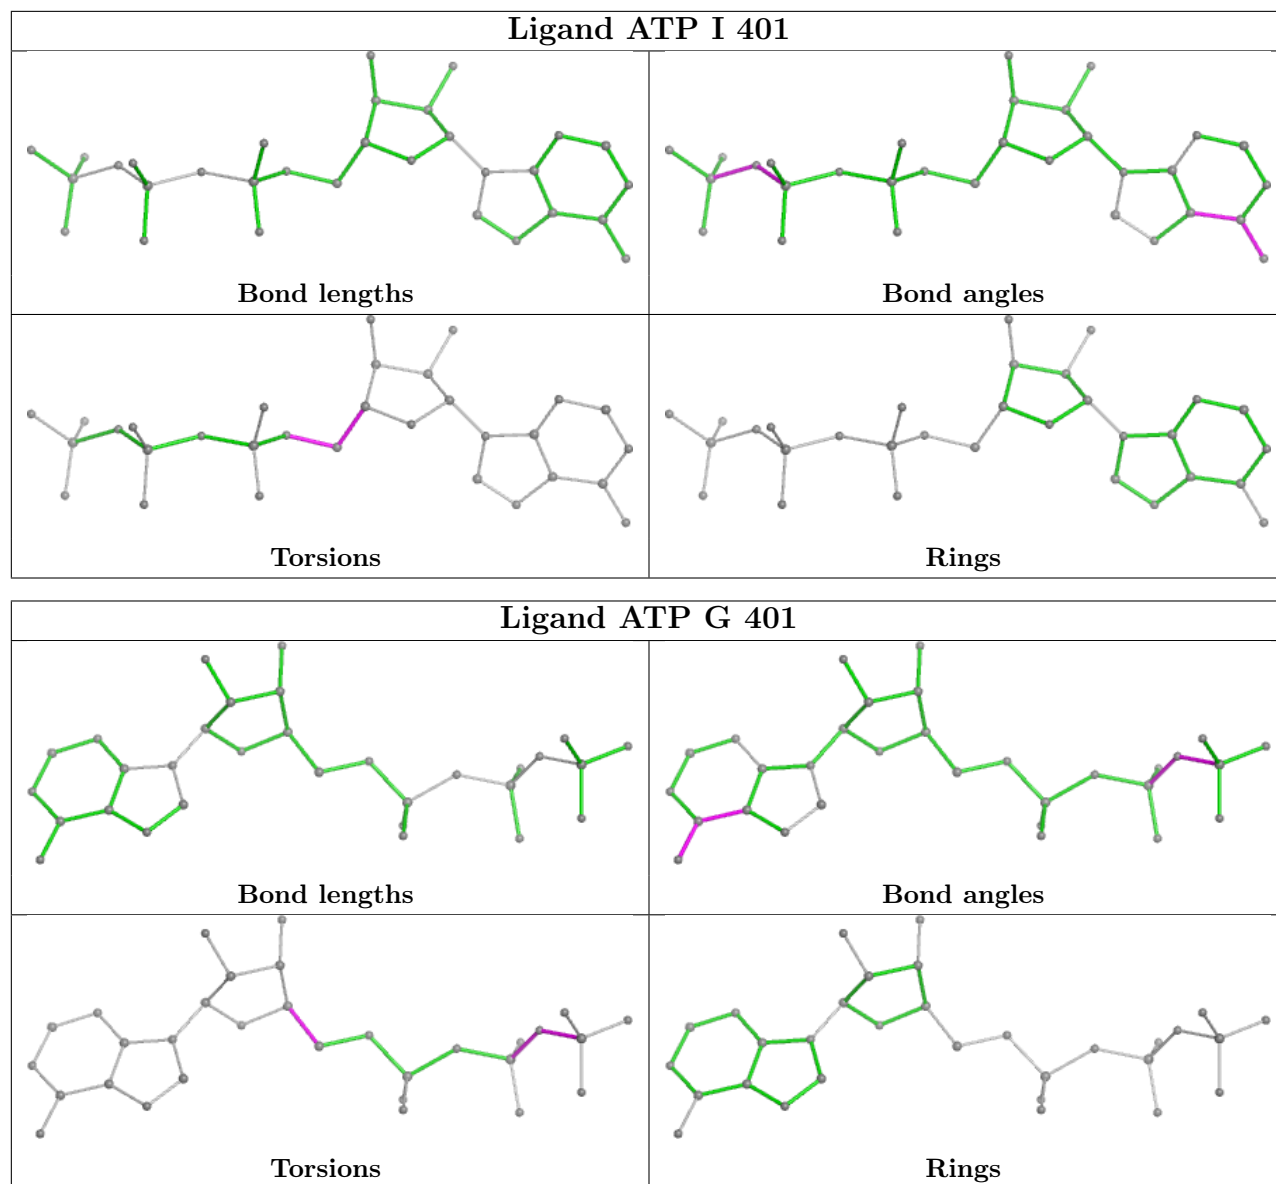 Ligand ATP I 401
Bond lengths
Bond angles
Torsions
Rings
Ligand ATP G 401
Bond lengths
Bond angles
Torsions
Rings